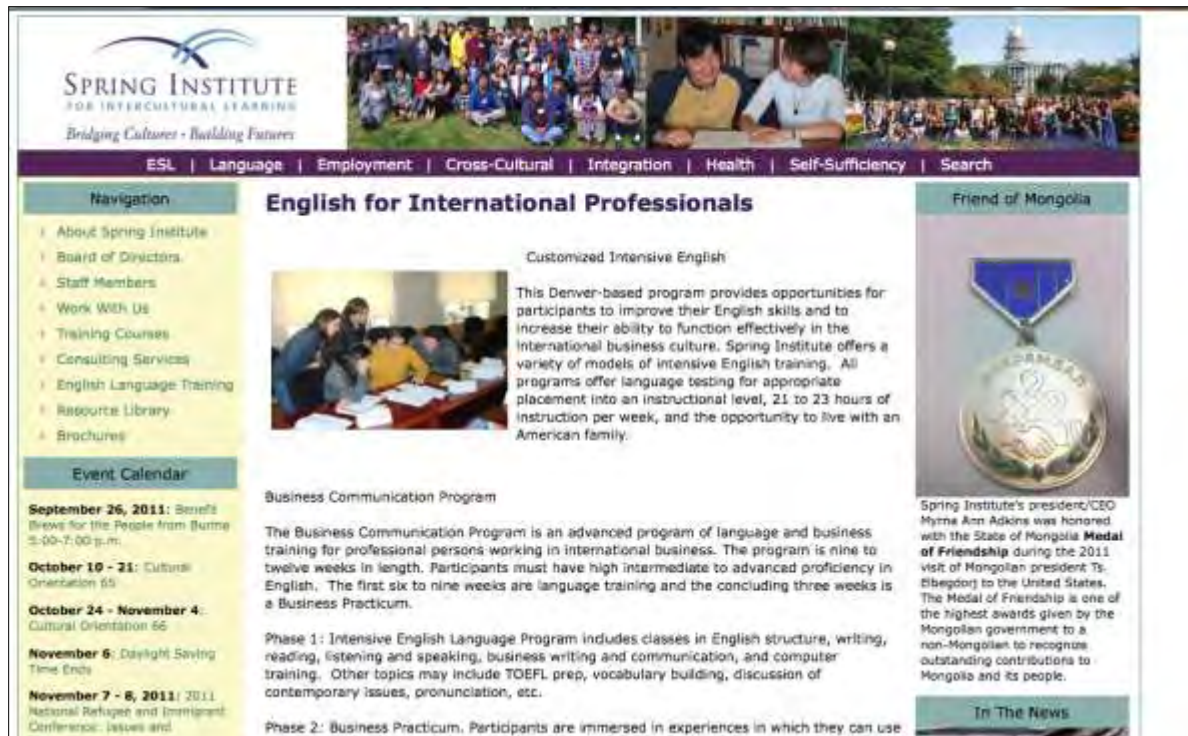 SPRING INSTITUTE
FOR INTERCULTURAL LEARNING
Bridging Cultures • Building Futures
ESL | Language | Employment | Cross-Cultural | Integration | Health | Self-Sufficiency | Search
Navigation
About Spring Institute
Board of Directors
Staff Members
Work With Us
Training Courses
Consulting Services
English Language Training
Resource Library
Brochures
Event Calendar
September 26, 2011: Benefit
Brews for the People from Burma
5:00-7:00 p.m.
October 10 - 21: Cultural
Orientation 65
October 24 - November 4:
Cultural Orientation 66
November 6: Daylight Saving
Time Ends
November 7 - 8, 2011: 2011
National Refugee and Immigrant
Conference: Issues and
English for International Professionals
Customized Intensive English
This Denver-based program provides opportunities for
participants to improve their English skills and to
increase their ability to function effectively in the
international business culture. Spring Institute offers a
variety of models of intensive English training. All
programs offer language testing for appropriate
placement into an instructional level, 21 to 23 hours of
instruction per week, and the opportunity to live with an
American family.
Business Communication Program
The Business Communication Program is an advanced program of language and business
training for professional persons working in international business. The program is nine to
twelve weeks in length. Participants must have high intermediate to advanced proficiency in
English. The first six to nine weeks are language training and the concluding three weeks is
a Business Practicum.
Phase 1: Intensive English Language Program includes classes in English structure, writing,
reading, listening and speaking, business writing and communication, and computer
training. Other topics may include TOEFL prep, vocabulary building, discussion of
contemporary issues, pronunciation, etc.
Phase 2: Business Practicum. Participants are immersed in experiences in which they can use
Friend of Mongolia
Spring Institute's president/CEO
Myrna Ann Adkins was honored
with the State of Mongolia Medal
of Friendship during the 2011
visit of Mongolian president Ts.
Elbegdorj to the United States.
The Medal of Friendship is one of
the highest awards given by the
Mongolian government to a
non-Mongolian to recognize
outstanding contributions to
Mongolia and its people.
In The News